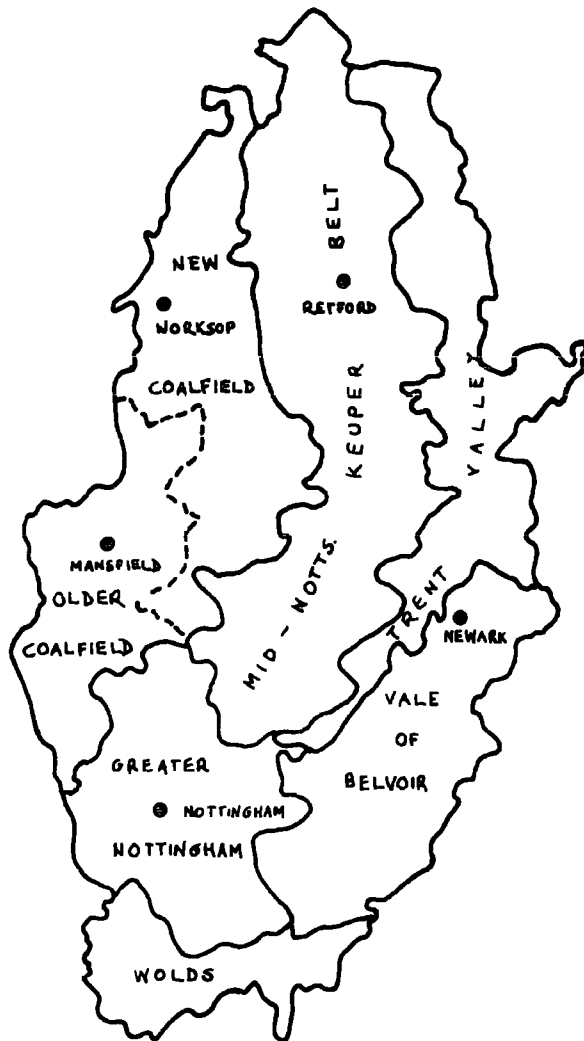 BELT
NEW
RETFORD
WORKSOP
COALFIELD
KEUPER
VALLEY
MANSFIELD
MID - NOTTS.
OLDER
COALFIELD
TRENT
NEWARK
VALE
OF
BELVOIR
GREATER
NOTTINGHAM
NOTTINGHAM
WOLDS